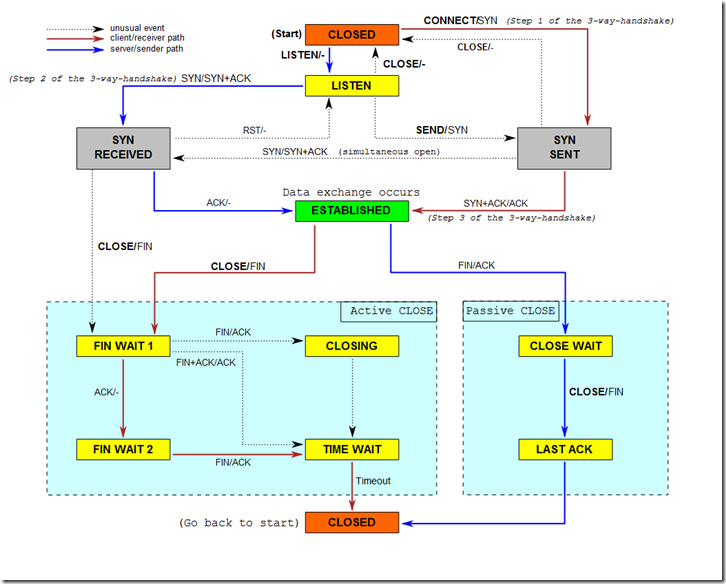 unusual event
client/receiver path
server/sender path
(Start)
CLOSED
CONNECT/SYN (Step 1 of the 3-way-handshake)
CLOSE/-
LISTEN/-
CLOSE/-
(Step 2 of the 3-way-handshake) SYN/SYN+ACK
LISTEN
SYN
RECEIVED
RST/-
SEND/SYN
SYN
SENT
SYN/SYN+ACK (simultaneous open)
Data exchange occurs
ACK/-
ESTABLISHED
SYN+ACK/ACK
(Step 3 of the 3-way-handshake)
CLOSE/FIN
CLOSE/FIN
FIN/ACK
Active CLOSE
Passive CLOSE
FIN WAIT 1
FIN/ACK
CLOSING
CLOSE WAIT
FIN+ACK/ACK
ACK/-
CLOSE/FIN
FIN WAIT 2
FIN/ACK
TIME WAIT
LAST ACK
Timeout
(Go back to start)
CLOSED